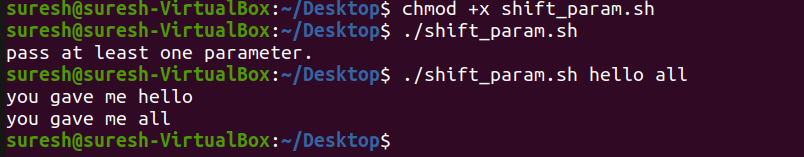 suresh@suresh-VirtualBox:~/Desktop$ chmod +x shift_param.sh
suresh@suresh-VirtualBox:~/Desktop$ ./shift_param.sh
pass at least one parameter.
suresh@suresh-VirtualBox:~/Desktop$ ./shift_param.sh hello all
you gave me hello
you gave me all
suresh@suresh-VirtualBox:~/Desktop$